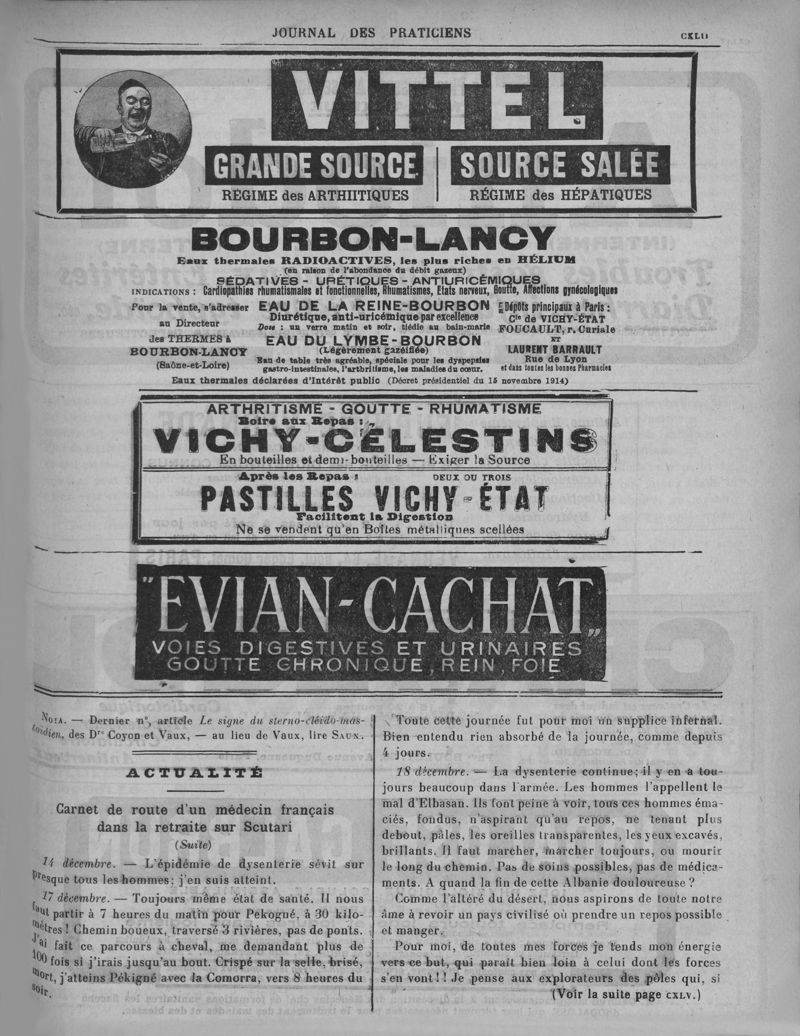 JOURNAL DES PRATICIENS
CXLIII
VITTEL
GRANDE SOURCE
SOURCE SALÉE
RÉGIME des ARTHRITIQUES
RÉGIME des HÉPATIQUES
BOURBON-LANCY
Eaux thermales RADIOACTIVES, les plus riches en HÉLIUM
(en raison de l'abondance du débit gazeux)
SÉDATIVES - URÉTIQUES - ANTIURICÉMIQUES
INDICATIONS : Cardiopathies rhumatismales et fonctionnelles, Rhumatismes, Etats nerveux, Goutte, Affections gynécologiques
Pour la vente, s'adresser
au Directeur
des THERMES à
BOURBON-LANCY
(Saône-et-Loire)
EAU DE LA REINE-BOURBON
Diurétique, anti-uricémique par excellence
Dose : un verre matin et soir, tiédie au bain-marie
EAU DU LYMBE-BOURBON
(Légèrement gazéifiée)
Eau de table très agréable, spéciale pour les dyspepsies
gastro-intestinales, l'arthritisme, les maladies du cœur.
Dépôts principaux à Paris :
Cie de VICHY-ÉTAT
FOUCAULT, r. Curiale
ET
LAURENT BARRAULT
Rue de Lyon
et dans toutes les bonnes Pharmacies
Eaux thermales déclarées d'Intérêt public (Décret présidentiel du 15 novembre 1914)
ARTHRITISME - GOUTTE - RHUMATISME
Boire aux Repas :
VICHY-CÉLESTINS
En bouteilles et demi-bouteilles — Exiger la Source
Après les Repas : DEUX OU TROIS
PASTILLES VICHY-ÉTAT
Facilitent la Digestion
Ne se vendent qu'en Boîtes métalliques scellées
"EVIAN-CACHAT"
VOIES DIGESTIVES ET URINAIRES
GOUTTE CHRONIQUE, REIN, FOIE
NOTA. — Dernier n°, article Le signe du sterno-cléido-mas-
toïdien, des Drs Coyon et Vaux, — au lieu de Vaux, lire SAUX.
ACTUALITÉ
Carnet de route d'un médecin français
dans la retraite sur Scutari
(Suite)
14 décembre. — L'épidémie de dysenterie sévit sur
presque tous les hommes; j'en suis atteint.
17 décembre. — Toujours même état de santé. Il nous
faut partir à 7 heures du matin pour Pekogné, à 30 kilo-
mètres ! Chemin boueux, traversé 3 rivières, pas de ponts.
J'ai fait ce parcours à cheval, me demandant plus de
100 fois si j'irais jusqu'au bout. Crispé sur la selle, brisé,
mort, j'atteins Pékigné avec la Comorra, vers 8 heures du
soir.
Toute cette journée fut pour moi un supplice infernal.
Bien entendu rien absorbé de la journée, comme depuis
4 jours.
18 décembre. — La dysenterie continue; il y en a tou-
jours beaucoup dans l'armée. Les hommes l'appellent le
mal d'Elbasan. Ils font peine à voir, tous ces hommes éma-
ciés, fondus, n'aspirant qu'au repos, ne tenant plus
debout, pâles, les oreilles transparentes, les yeux excavés,
brillants. Il faut marcher, marcher toujours, ou mourir
le long du chemin. Pas de soins possibles, pas de médica-
ments. A quand la fin de cette Albanie douloureuse ?
Comme l'altéré du désert, nous aspirons de toute notre
âme à revoir un pays civilisé où prendre un repos possible
et manger.
Pour moi, de toutes mes forces je tends mon énergie
vers ce but, qui paraît bien loin à celui dont les forces
s'en vont ! ! Je pense aux explorateurs des pôles qui, si
(Voir la suite page CXLV.)